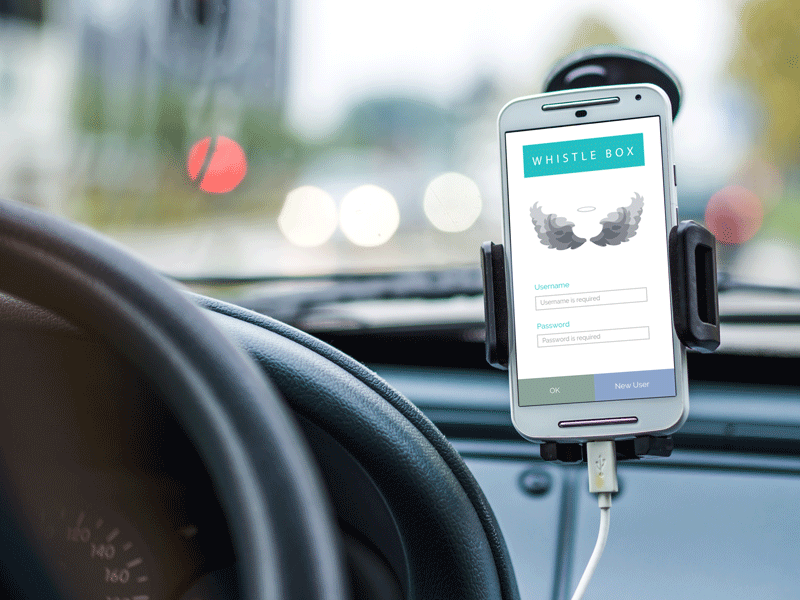 WHISTLE BOX
Username
Username is required
Password
Password is required
OK
New User
120
140
160